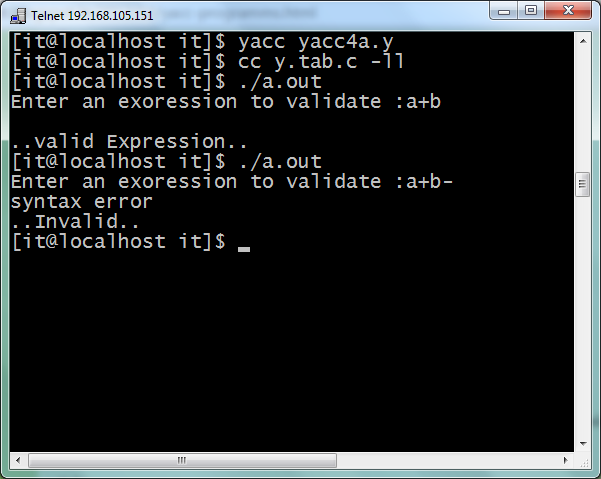 Telnet 192.168.105.151
[it@localhost it]$ yacc yacc4a.y
[it@localhost it]$ cc y.tab.c -ll
[it@localhost it]$ ./a.out
Enter an exoression to validate :a+b
..valid Expression..
[it@localhost it]$ ./a.out
Enter an exoression to validate :a+b-
syntax error
..Invalid..
[it@localhost it]$